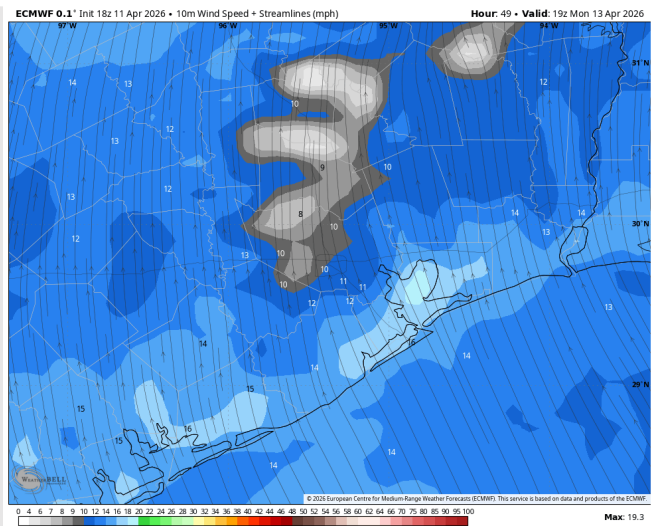 ECMWF 0.1° Init 18z 11 Apr 2026 • 10m Wind Speed + Streamlines (mph)
Hour: 49 • Valid: 19z Mon 13 Apr 2026
97°W 96°W 95°W 94°W
31°N
14 13 10 12
13 12
9 10
13 12
8 14 14
30°N
12 10 13
13 10
10 10 11 11
12 12 13
14 16
14 14
29°N
15 15
15 16
14 14
WEATHERBELL
© 2026 European Centre for Medium-Range Weather Forecasts (ECMWF). This service is based on data and products of the ECMWF.
0 4 6 8 10 12 14 16 18 20 22 24 26 28 30 32 34 36 38 40 42 44 46 48 50 52 54 56 58 60 62 64 66 70 75 80 85 90 95 100
Max: 19.3